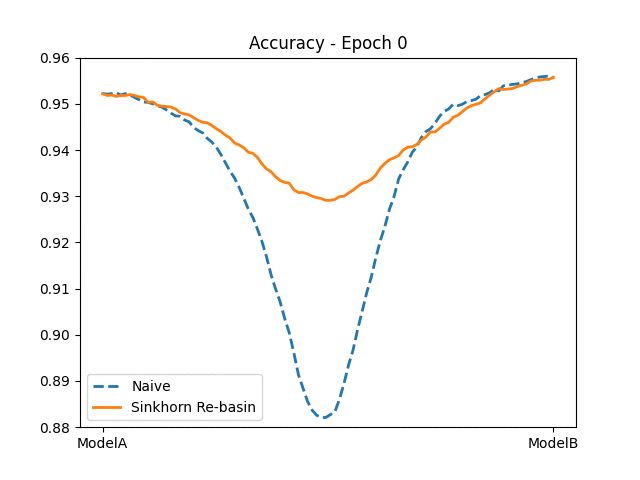 Accuracy - Epoch 0
0.96
0.95
0.94
0.93
0.92
0.91
0.90
0.89
0.88
Naive
Sinkhorn Re-basin
ModelA ModelB